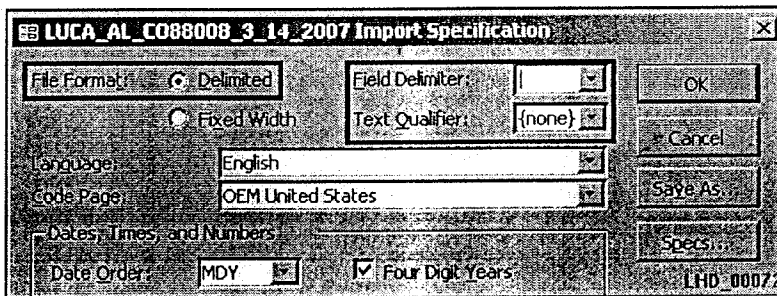 LUCA_AL_CO88008_3_14_2007 Import Specification
File Format: Delimited
Fixed Width
Field Delimiter: |
Text Qualifier: {none}
OK
Cancel
Save As...
Specs...
Language: English
Code Page: OEM United States
Dates, Times, and Numbers
Date Order: MDY
Four Digit Years